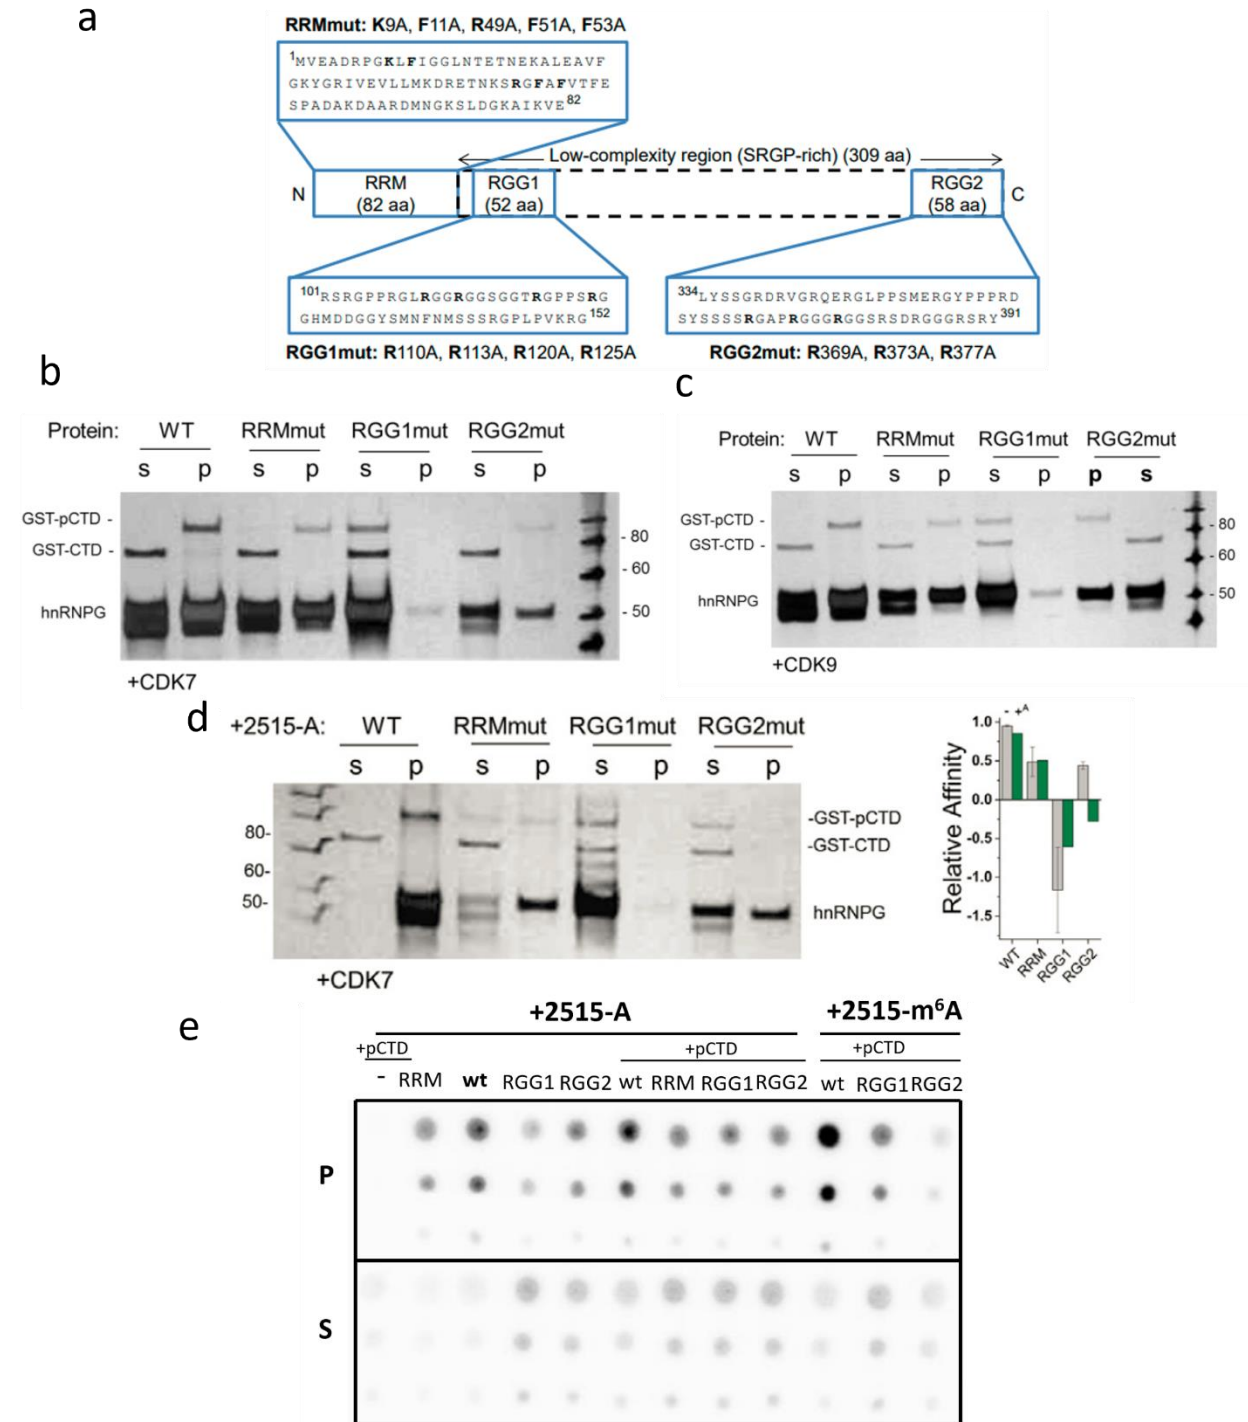 a
RRMmut: K9A, F11A, R49A, F51A, F53A
1MVEADRPGKLFIGGLNTETNEKALEAVF
GKYGRIVEVLLMKDRETNKSRGFAFVTFE
SPADAKDAARDMNGKSLDGKAIKVE82
Low-complexity region (SRGP-rich) (309 aa)
N RRM RGG1 RGG2 C
(82 aa) (52 aa) (58 aa)
101RSRGPPRGLRGGRGGSGGTRGPPSRG
GHMDDGGYSMNFNMSSSRGPLPVKRG152
334LYSSGRDRVGRQERGLPPSMERGYPPPRD
SYSSSSRGAPRGGGRGGSRSDRGGGRSRY391
RGG1mut: R110A, R113A, R120A, R125A
RGG2mut: R369A, R373A, R377A
b
Protein: WT RRMmut RGG1mut RGG2mut
s p s p s p s p
GST-pCTD -
GST-CTD -
hnRNPG
- 80
- 60
- 50
+CDK7
c
Protein: WT RRMmut RGG1mut RGG2mut
s p s p s p p s
GST-pCTD -
GST-CTD -
hnRNPG
- 80
- 60
- 50
+CDK9
d
+2515-A: WT RRMmut RGG1mut RGG2mut
s p s p s p s p
80-
60-
50-
-GST-pCTD
-GST-CTD
hnRNPG
+CDK7
- +A
Relative Affinity
1.0
0.5
0.0
-0.5
-1.0
-1.5
WT RRM RGG1 RGG2
e
+2515-A +2515-m6A
+pCTD +pCTD +pCTD
- RRM wt RGG1 RGG2 wt RRM RGG1 RGG2 wt RGG1 RGG2
P
S